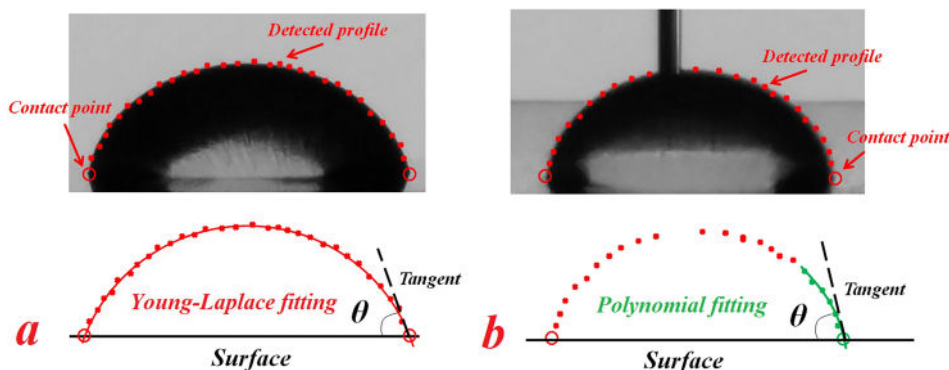 Detected profile
Contact point
Young-Laplace fitting
Tangent
θ
a
Surface
Detected profile
Contact point
Polynomial fitting
Tangent
θ
b
Surface